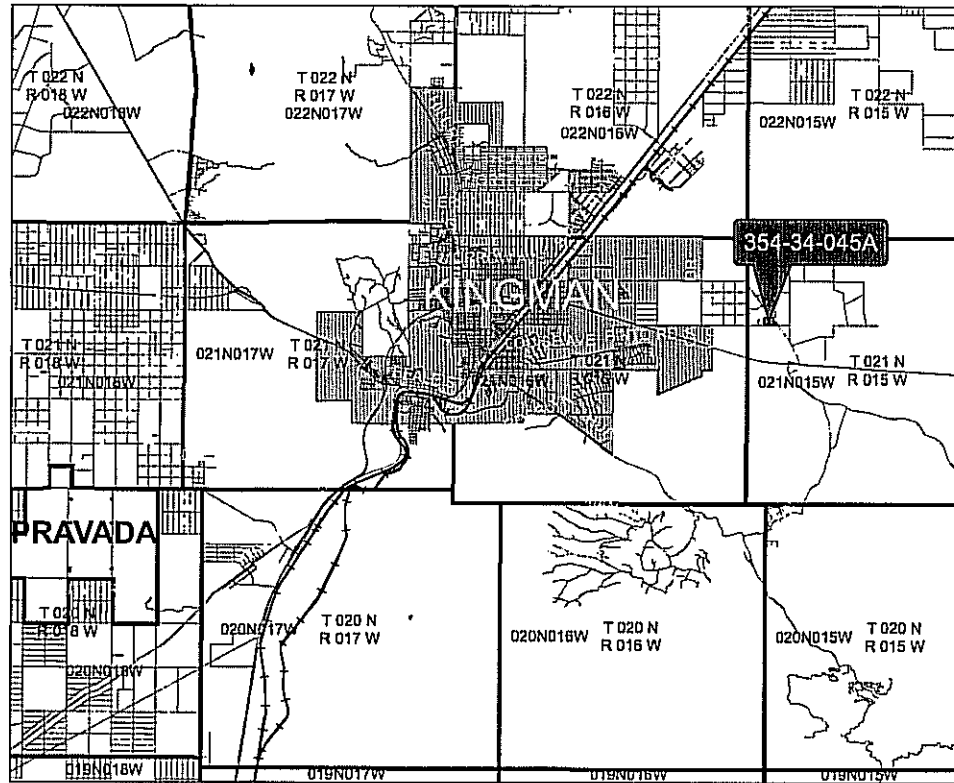 T 022 N
R 018 W
022N018W
T 022 N
R 017 W
022N017W
T 022 N
R 016 W
022N016W
T 022 N
R 015 W
022N015W
354-34-045A
KINGMAN
T 021 N
R 018 W
021N018W
021N017W
T 021 N
R 017 W
021N016W
T 021 N
R 016 W
021N015W
T 021 N
R 015 W
PRAVADA
T 020 N
R 018 W
020N018W
020N017W
T 020 N
R 017 W
020N016W
T 020 N
R 016 W
020N015W
T 020 N
R 015 W
019N018W
019N017W
019N016W
019N015W